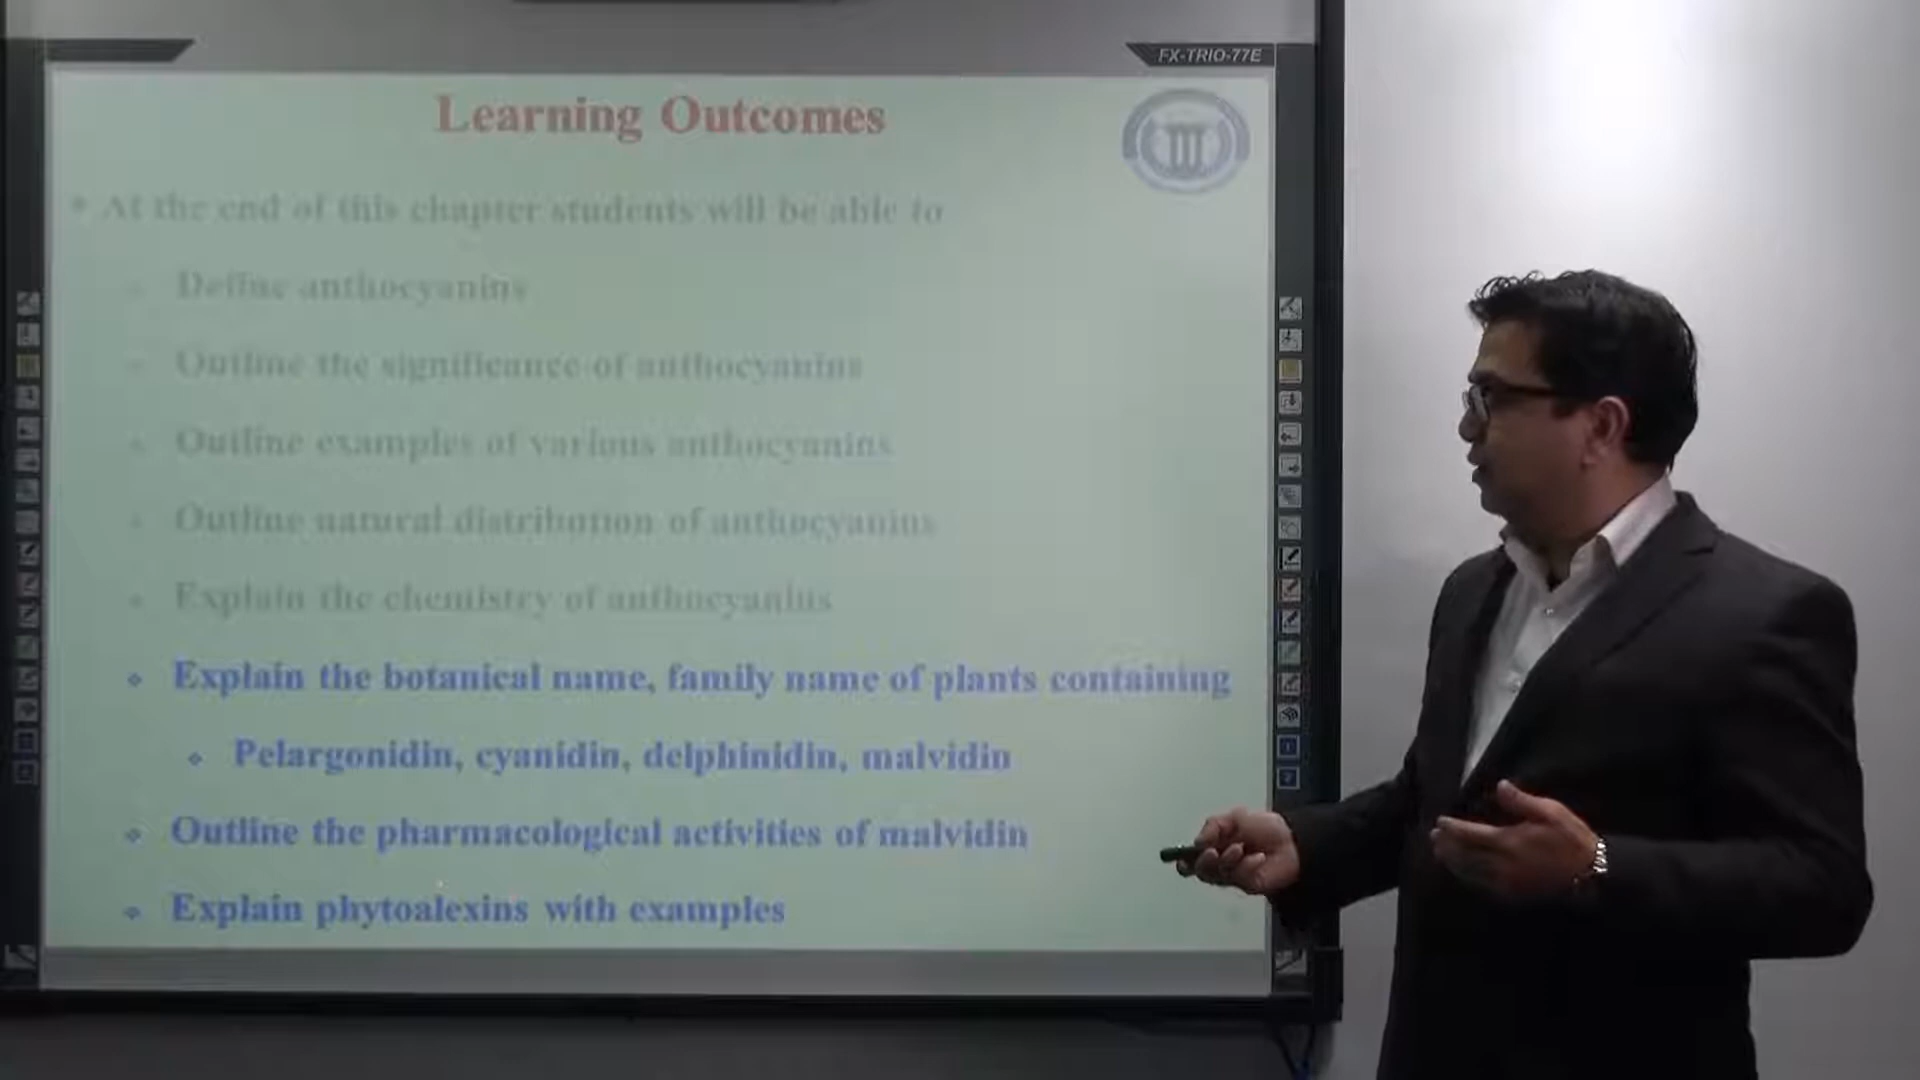 FX-TRIO-77E
Learning Outcomes
• At the end of this chapter students will be able to
Define anthocyanins
Outline the significance of anthocyanins
Outline examples of various anthocyanins
Outline natural distribution of anthocyanins
Explain the chemistry of anthocyanins
Explain the botanical name, family name of plants containing
Pelargonidin, cyanidin, delphinidin, malvidin
Outline the pharmacological activities of malvidin
Explain phytoalexins with examples